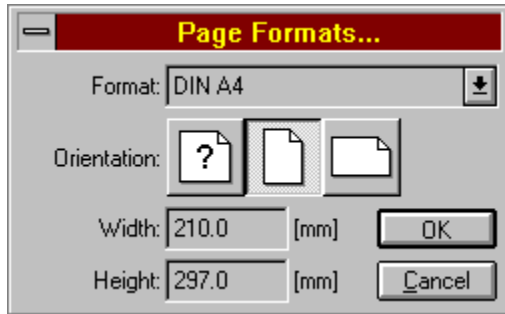 Page Formats...
Format: DIN A4
Orientation: ?
Width: 210.0 [mm] OK
Height: 297.0 [mm] Cancel